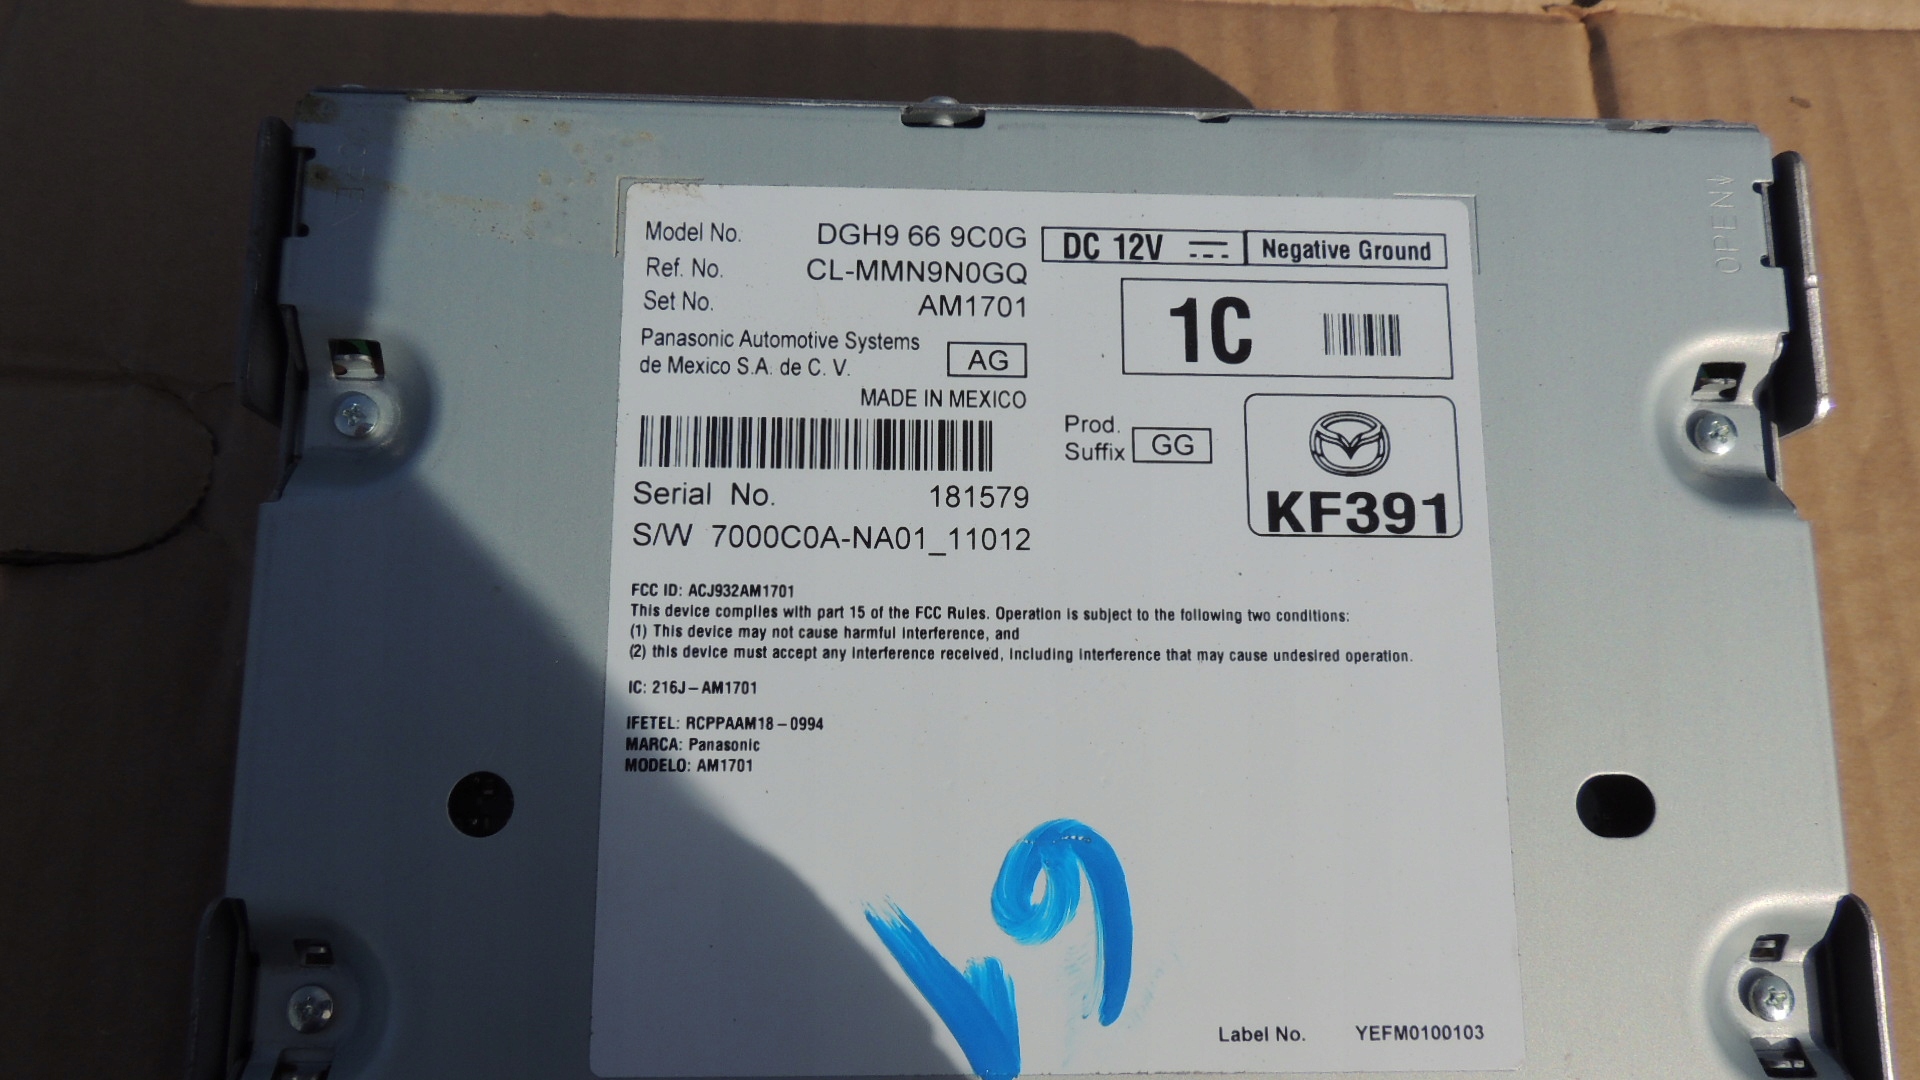 Model No. DGH9 66 9C0G
DC 12V Negative Ground
Ref. No. CL-MMN9N0GQ
Set No. AM1701
1C
Panasonic Automotive Systems
de Mexico S.A. de C. V. AG
MADE IN MEXICO
Prod.
Suffix GG
KF391
Serial No. 181579
S/W 7000C0A-NA01_11012
FCC ID: ACJ932AM1701
This device complies with part 15 of the FCC Rules. Operation is subject to the following two conditions:
(1) This device may not cause harmful interference, and
(2) this device must accept any interference received, including interference that may cause undesired operation.
IC: 216J-AM1701
IFETEL: RCPPAAM18-0994
MARCA: Panasonic
MODELO: AM1701
Label No. YEFM0100103
OPEN